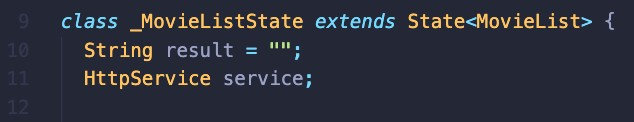 9 class _MovieListState extends State<MovieList> {
10 String result = "";
11 HttpService service;
12